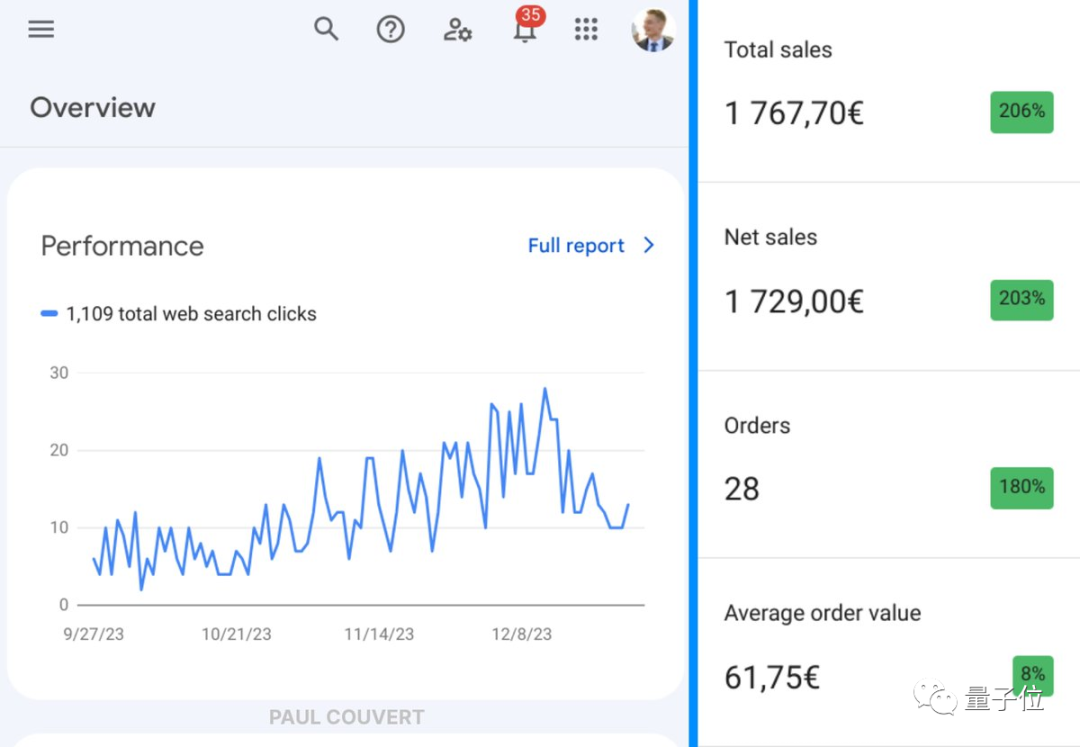 35
Overview
Performance
Full report
1,109 total web search clicks
30
20
10
0
9/27/23
10/21/23
11/14/23
12/8/23
PAUL COUVERT
Total sales
1 767,70€
206%
Net sales
1 729,00€
203%
Orders
28
180%
Average order value
61,75€
8%
量子位